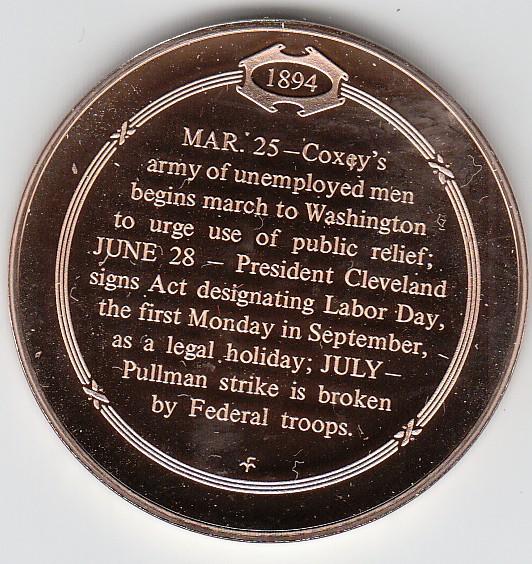 1894
MAR. 25 — Coxey's
army of unemployed men
begins march to Washington
to urge use of public relief;
JUNE 28 — President Cleveland
signs Act designating Labor Day,
the first Monday in September,
as a legal holiday; JULY —
Pullman strike is broken
by Federal troops.